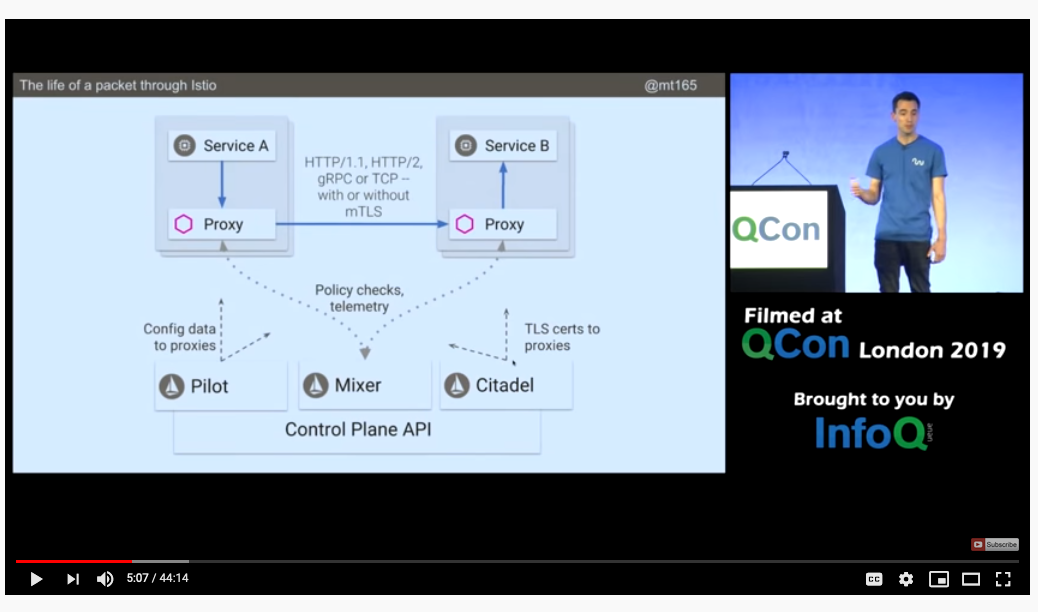 The life of a packet through Istio
@mt165
Service A
Service B
HTTP/1.1, HTTP/2,
gRPC or TCP --
with or without
mTLS
Proxy
Proxy
Policy checks,
telemetry
Config data
to proxies
TLS certs to
proxies
Pilot
Mixer
Citadel
Control Plane API
QCon
Filmed at
QCon London 2019
Brought to you by
InfoQ
ueue
Subscribe
5:07 / 44:14
CC